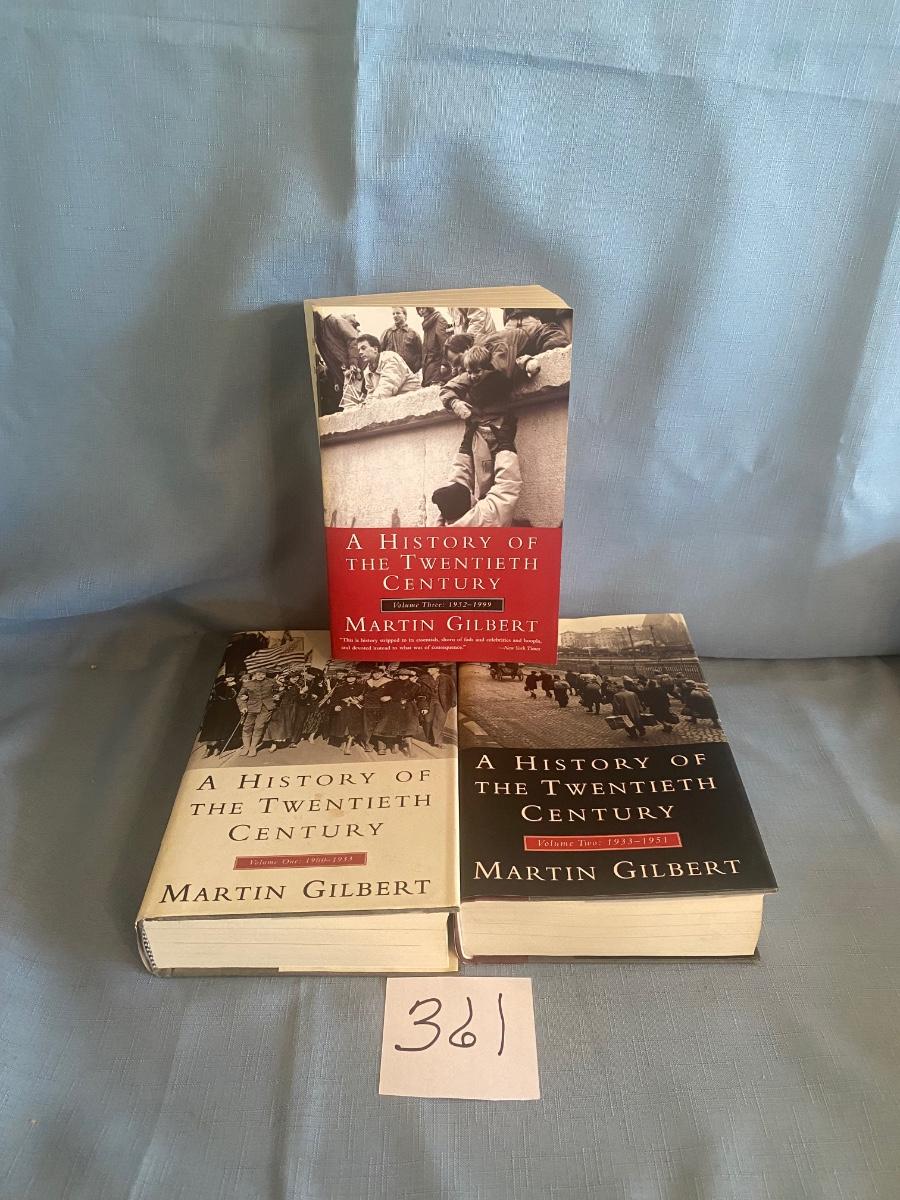 A HISTORY OF
THE TWENTIETH
CENTURY
Volume Three: 1952–1999
MARTIN GILBERT
"This is history stripped to its essentials, shorn of fads and celebrities and hoopla,
and devoted instead to what was of consequence." —New York Times
A HISTORY OF
THE TWENTIETH
CENTURY
Volume One: 1900–1933
MARTIN GILBERT
A HISTORY OF
THE TWENTIETH
CENTURY
Volume Two: 1933–1951
MARTIN GILBERT
361